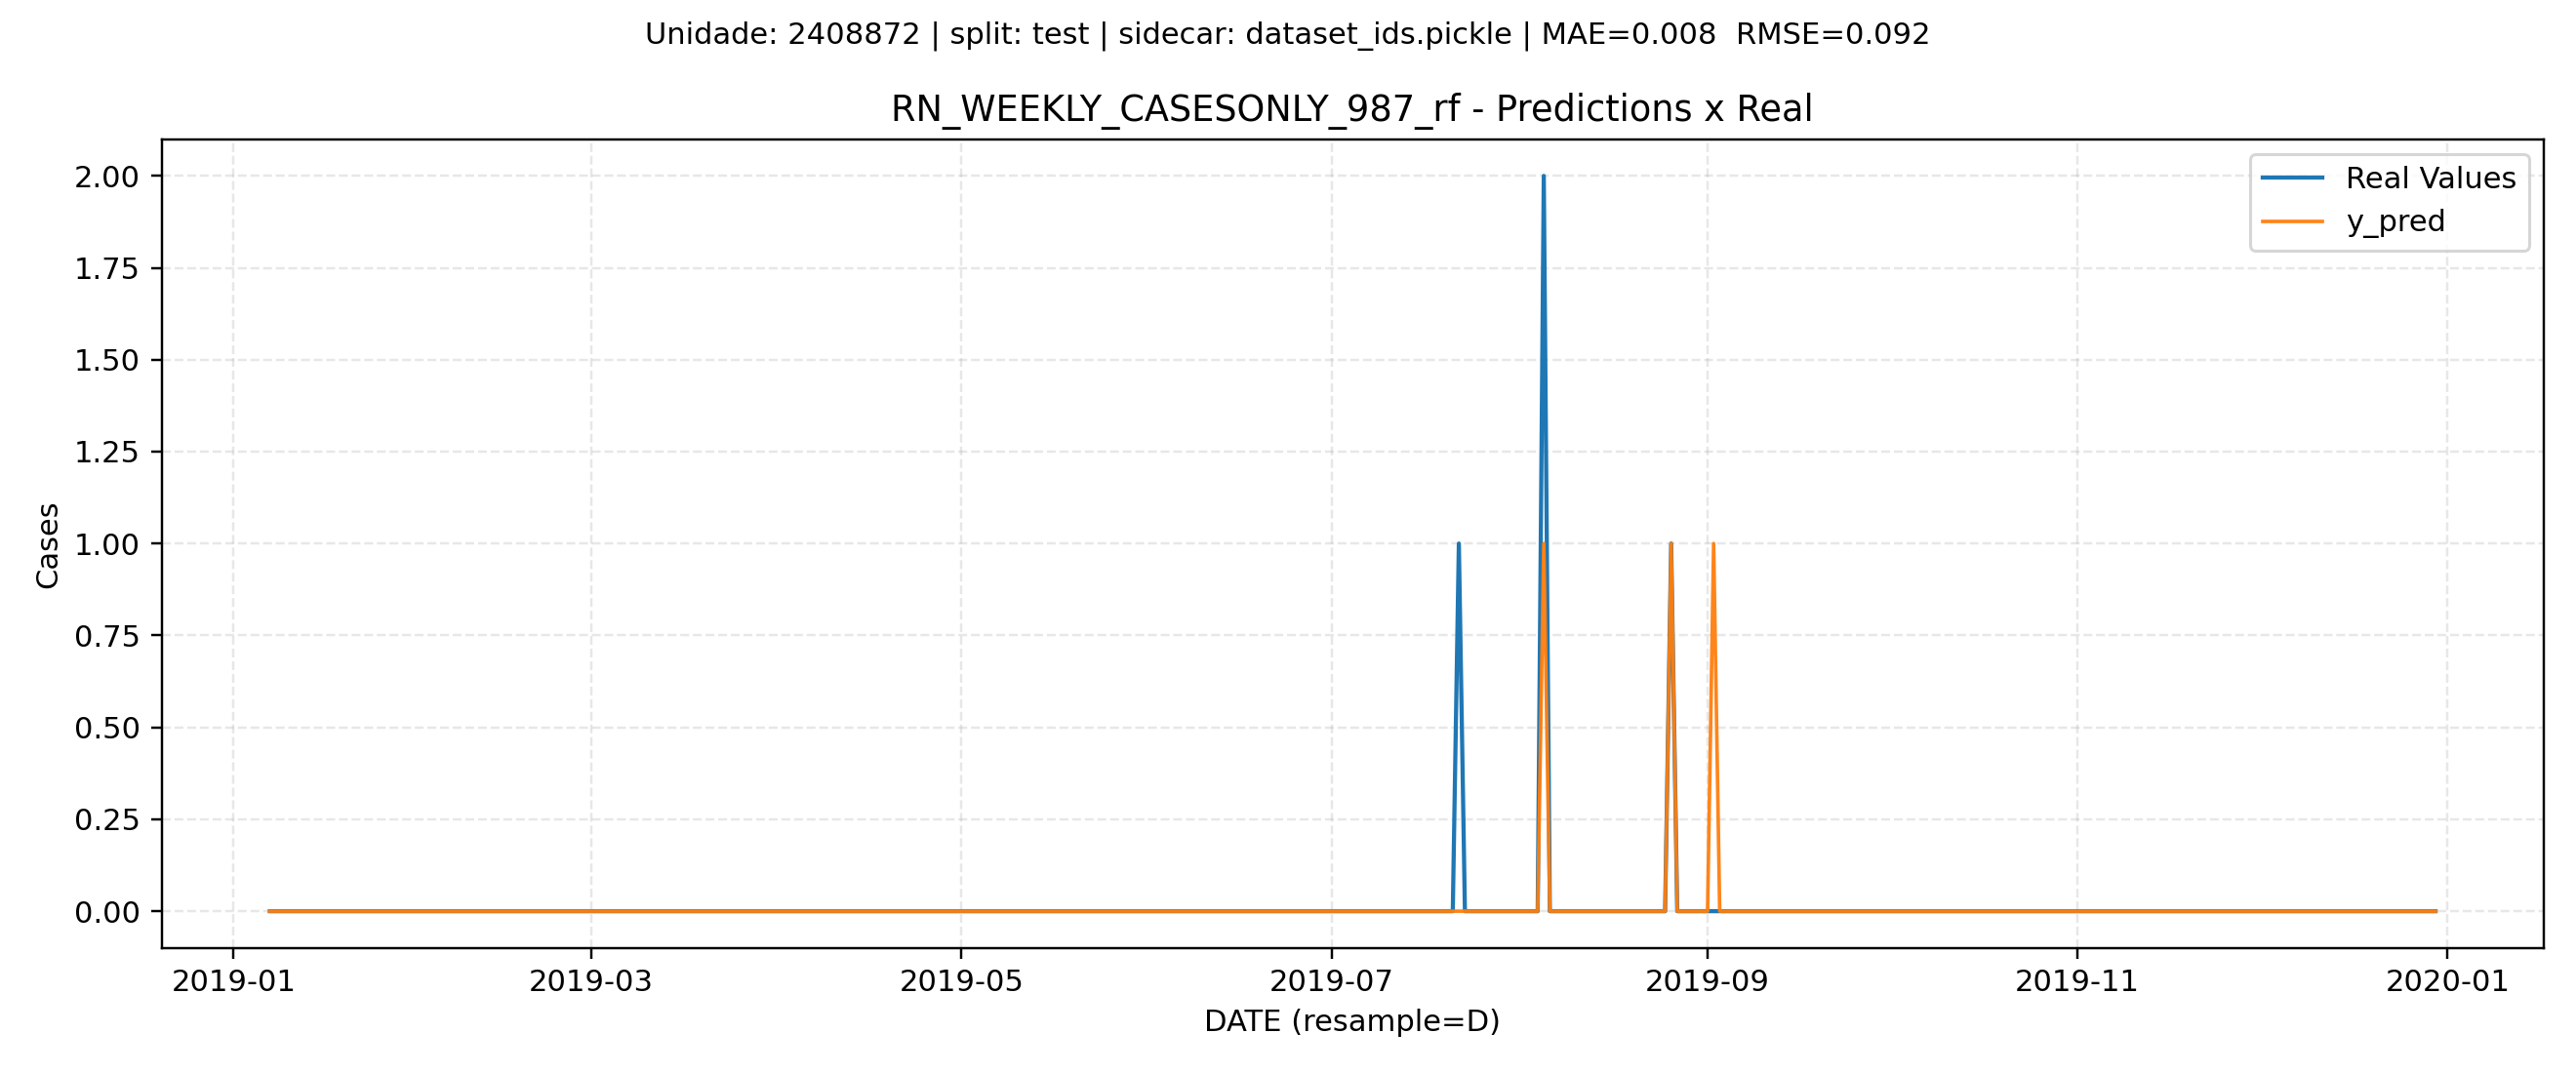 Unidade: 2408872 | split: test | sidecar: dataset_ids.pickle | MAE=0.008  RMSE=0.092
RN_WEEKLY_CASESONLY_987_rf - Predictions x Real
Real Values
y_pred
2.00
1.75
1.50
1.25
1.00
0.75
0.50
0.25
0.00
Cases
2019-01
2019-03
2019-05
2019-07
2019-09
2019-11
2020-01
DATE (resample=D)